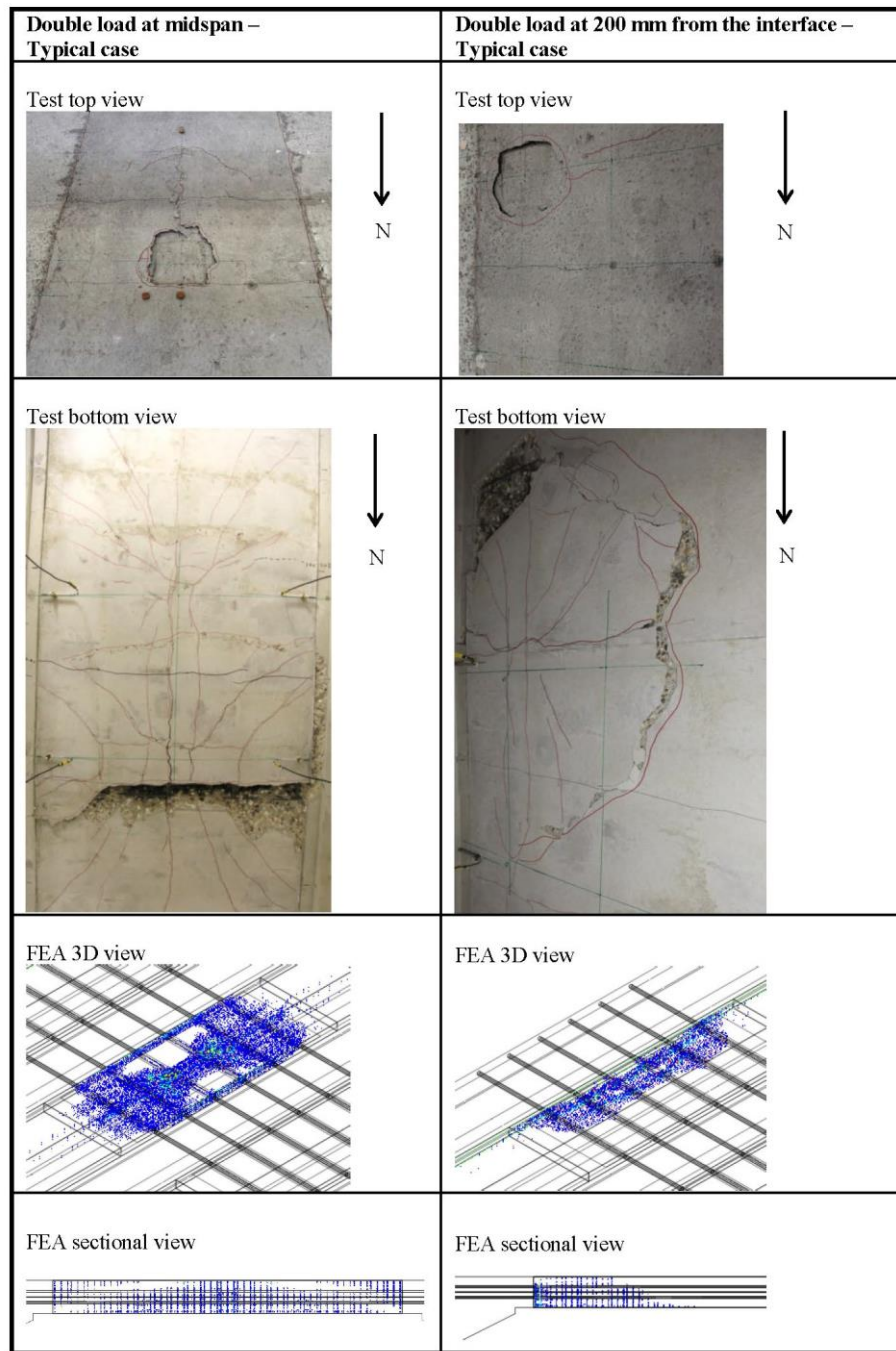 Double load at midspan –
Typical case
Double load at 200 mm from the interface –
Typical case
Test top view
N
Test top view
N
Test bottom view
N
Test bottom view
N
FEA 3D view
FEA 3D view
FEA sectional view
FEA sectional view